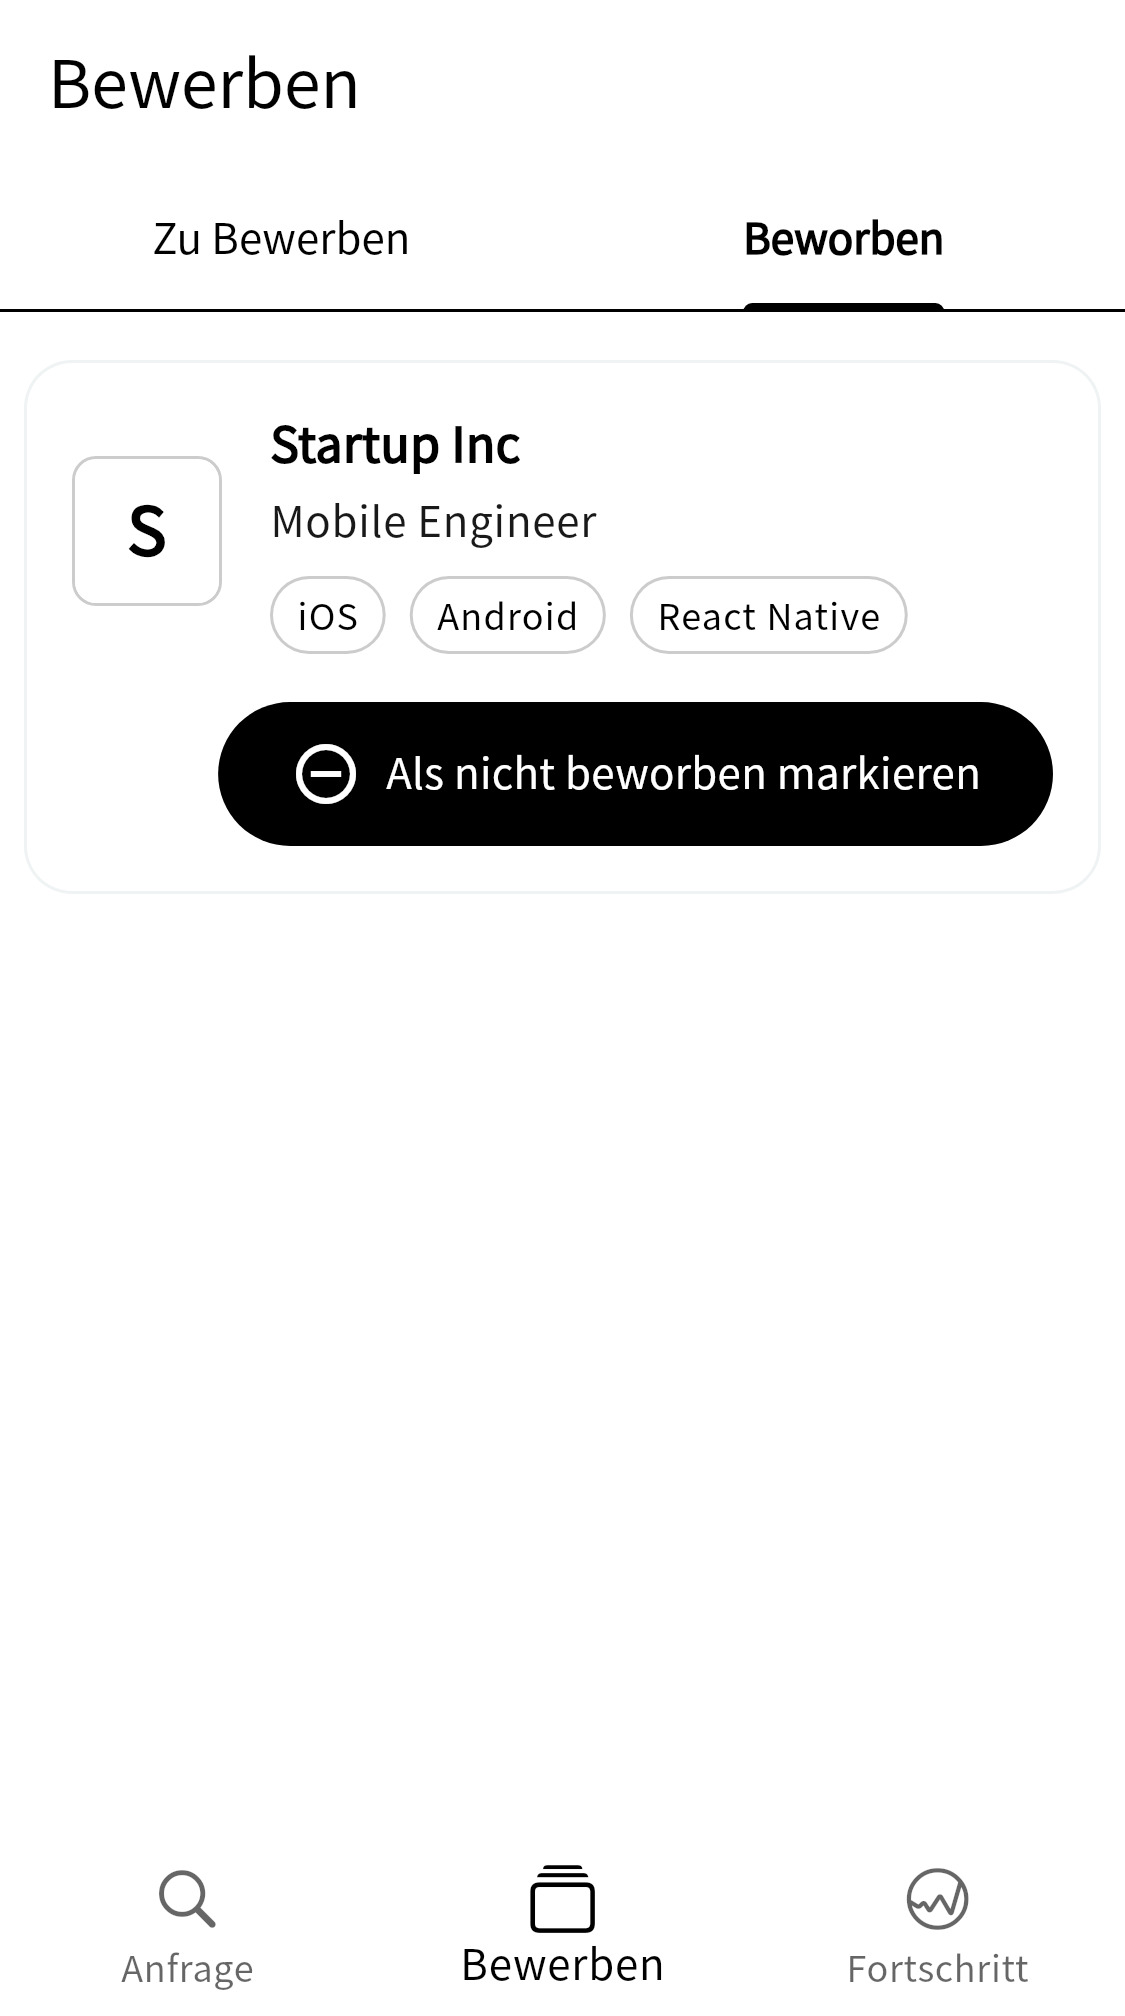 Bewerben
Zu Bewerben
Beworben
Startup Inc
S
Mobile Engineer
iOS
Android
React Native
Als nicht beworben markieren
Anfrage
Bewerben
Fortschritt